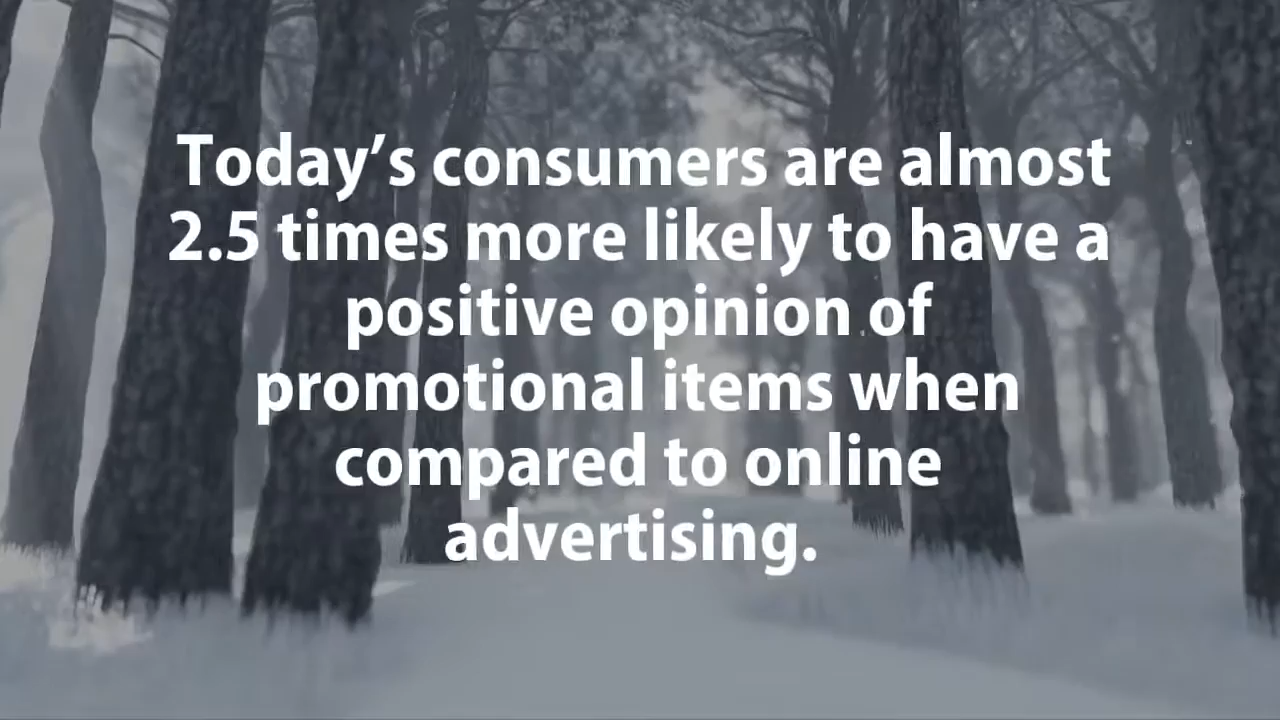 Today’s consumers are almost
2.5 times more likely to have a
positive opinion of
promotional items when
compared to online
advertising.